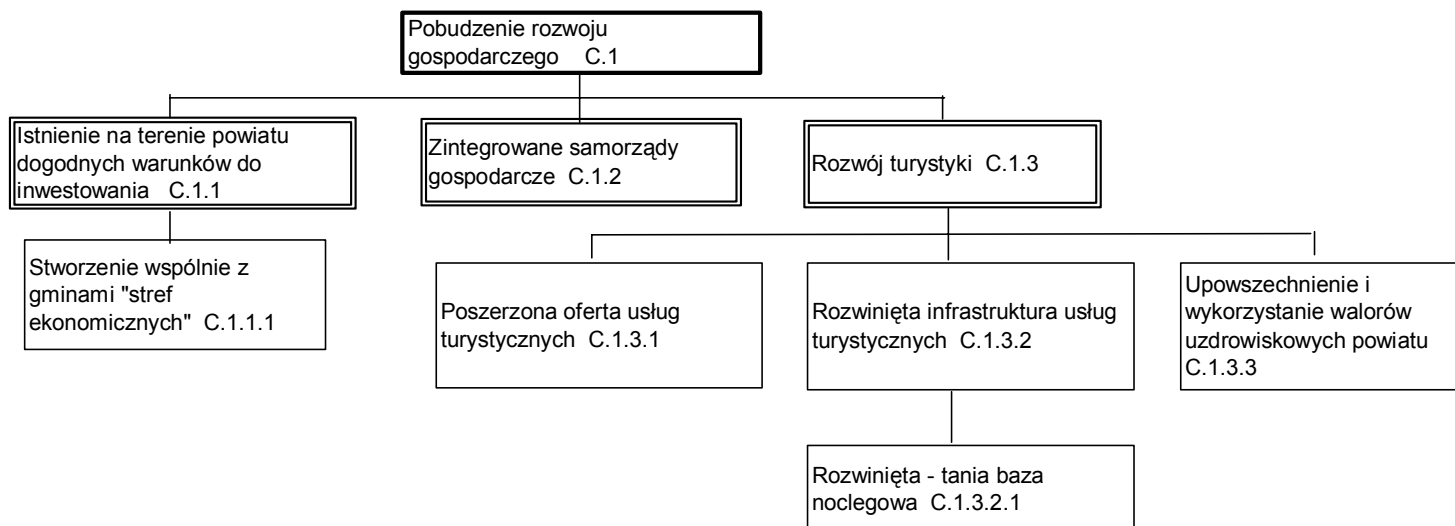 Pobudzenie rozwoju
gospodarczego C.1
Istnienie na terenie powiatu
dogodnych warunków do
inwestowania C.1.1
Zintegrowane samorządy
gospodarcze C.1.2
Rozwój turystyki C.1.3
Stworzenie wspólnie z
gminami "stref
ekonomicznych" C.1.1.1
Poszerzona oferta usług
turystycznych C.1.3.1
Rozwinięta infrastruktura usług
turystycznych C.1.3.2
Upowszechnienie i
wykorzystanie walorów
uzdrowiskowych powiatu
C.1.3.3
Rozwinięta - tania baza
noclegowa C.1.3.2.1